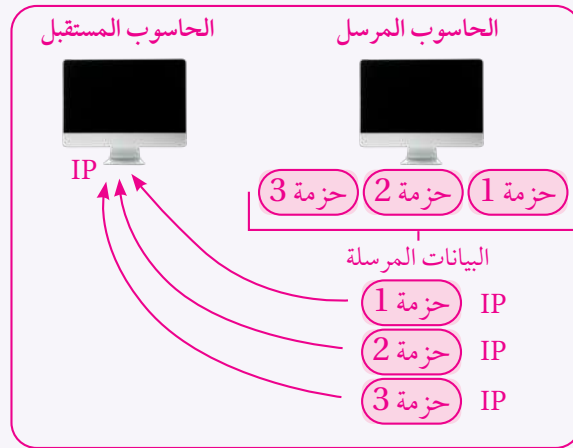 الحاسوب المرسل
الحاسوب المستقبل
IP
حزمة 1 حزمة 2 حزمة 3
البيانات المرسلة
IP حزمة 1
IP حزمة 2
IP حزمة 3